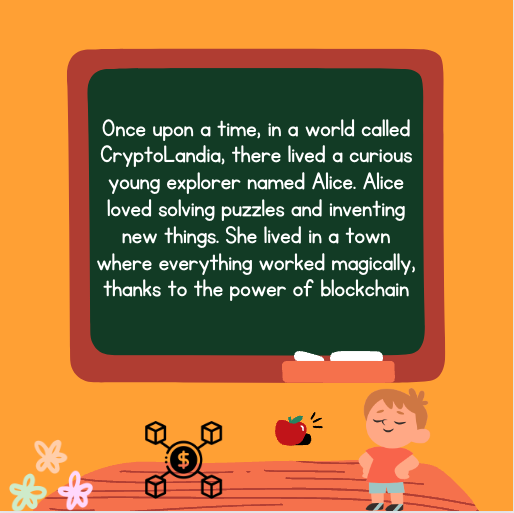 Once upon a time, in a world called
CryptoLandia, there lived a curious
young explorer named Alice. Alice
loved solving puzzles and inventing
new things. She lived in a town
where everything worked magically,
thanks to the power of blockchain
$